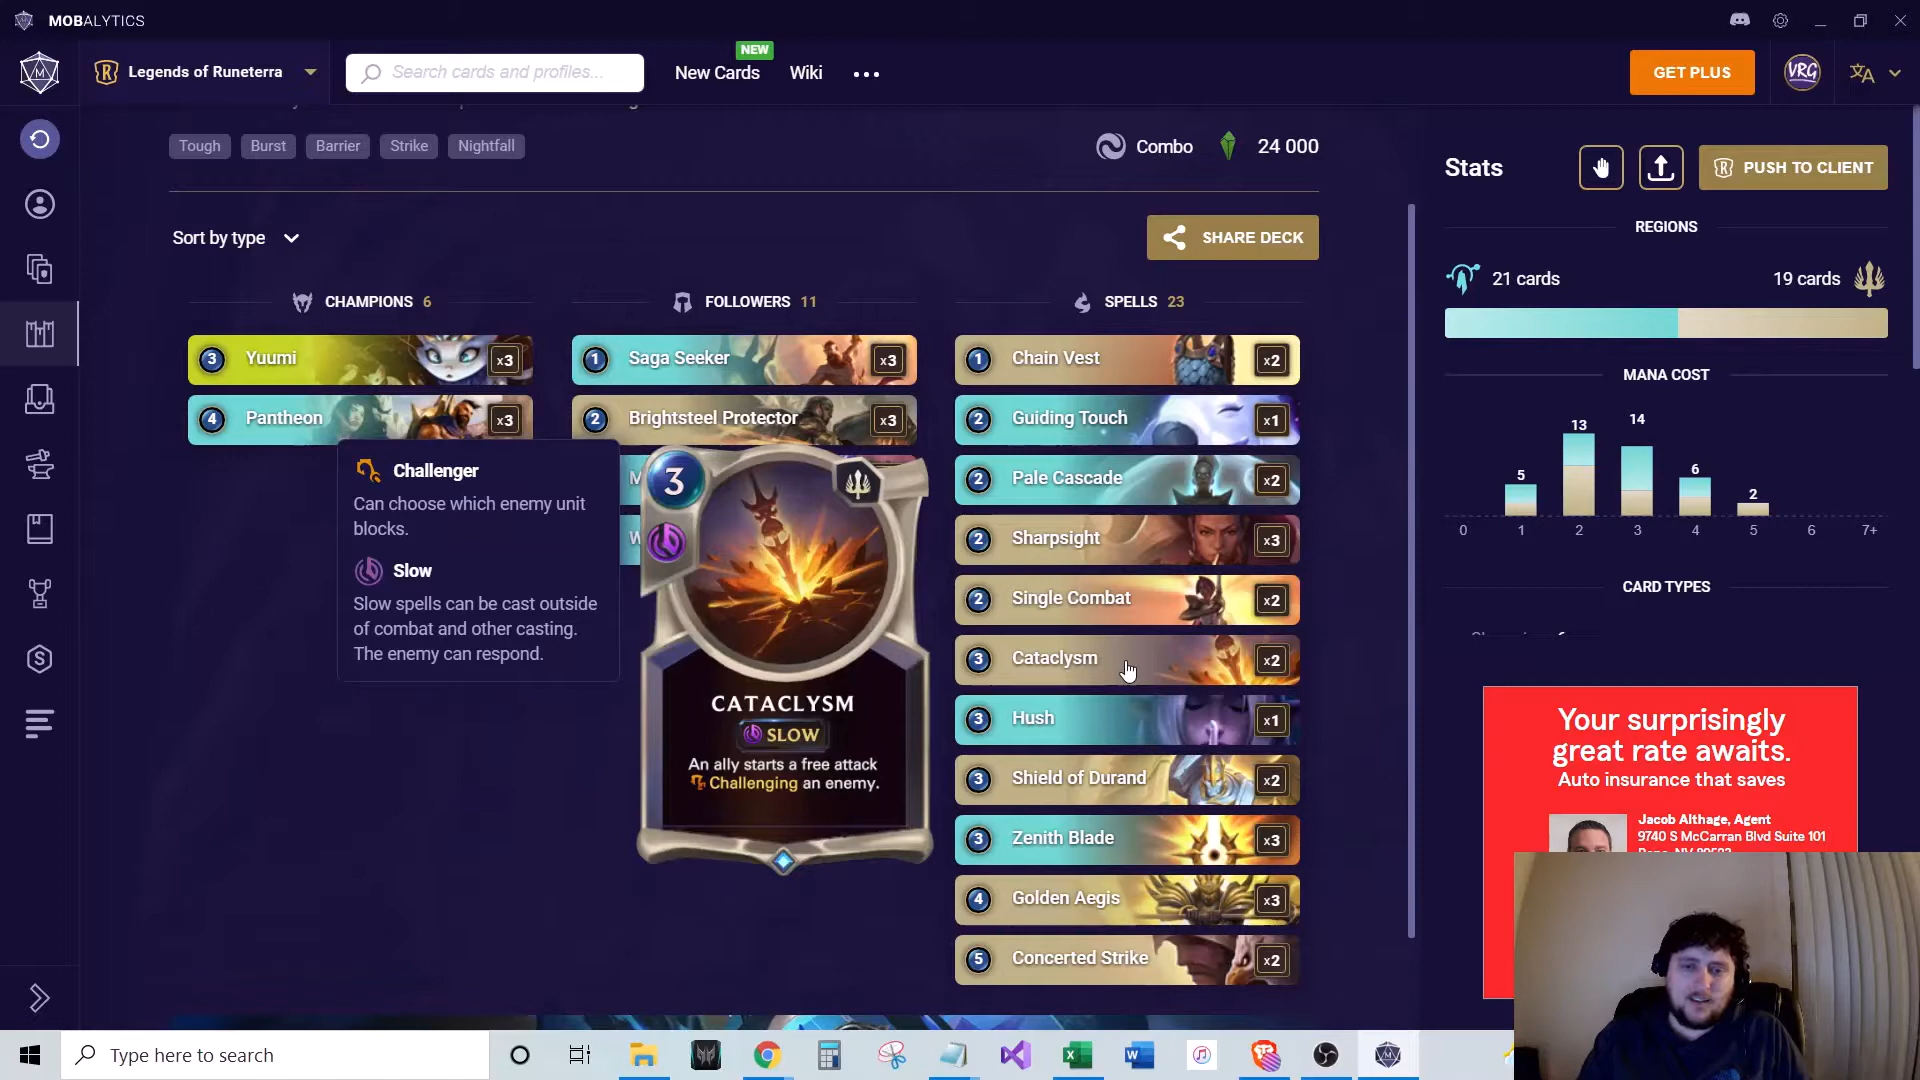 MOBALYTICS
Legends of Runeterra
Search cards and profiles...
NEW
New Cards
Wiki
GET PLUS
VRG
Tough
Burst
Barrier
Strike
Nightfall
Combo
24 000
Sort by type
SHARE DECK
CHAMPIONS 6
3 Yuumi x3
4 Pantheon x3
FOLLOWERS 11
1 Saga Seeker x3
2 Brightsteel Protector x3
M
W
SPELLS 23
1 Chain Vest x2
2 Guiding Touch x1
2 Pale Cascade x2
2 Sharpsight x3
2 Single Combat x2
3 Cataclysm x2
3 Hush x1
3 Shield of Durand x2
3 Zenith Blade x3
4 Golden Aegis x3
5 Concerted Strike x2
Challenger
Can choose which enemy unit
blocks.
Slow
Slow spells can be cast outside
of combat and other casting.
The enemy can respond.
3
CATACLYSM
SLOW
An ally starts a free attack
Challenging an enemy.
Stats
PUSH TO CLIENT
REGIONS
21 cards
19 cards
MANA COST
5
13
14
6
2
0 1 2 3 4 5 6 7+
CARD TYPES
Your surprisingly
great rate awaits.
Auto insurance that saves
Jacob Althage, Agent
9740 S McCarran Blvd Suite 101
Type here to search